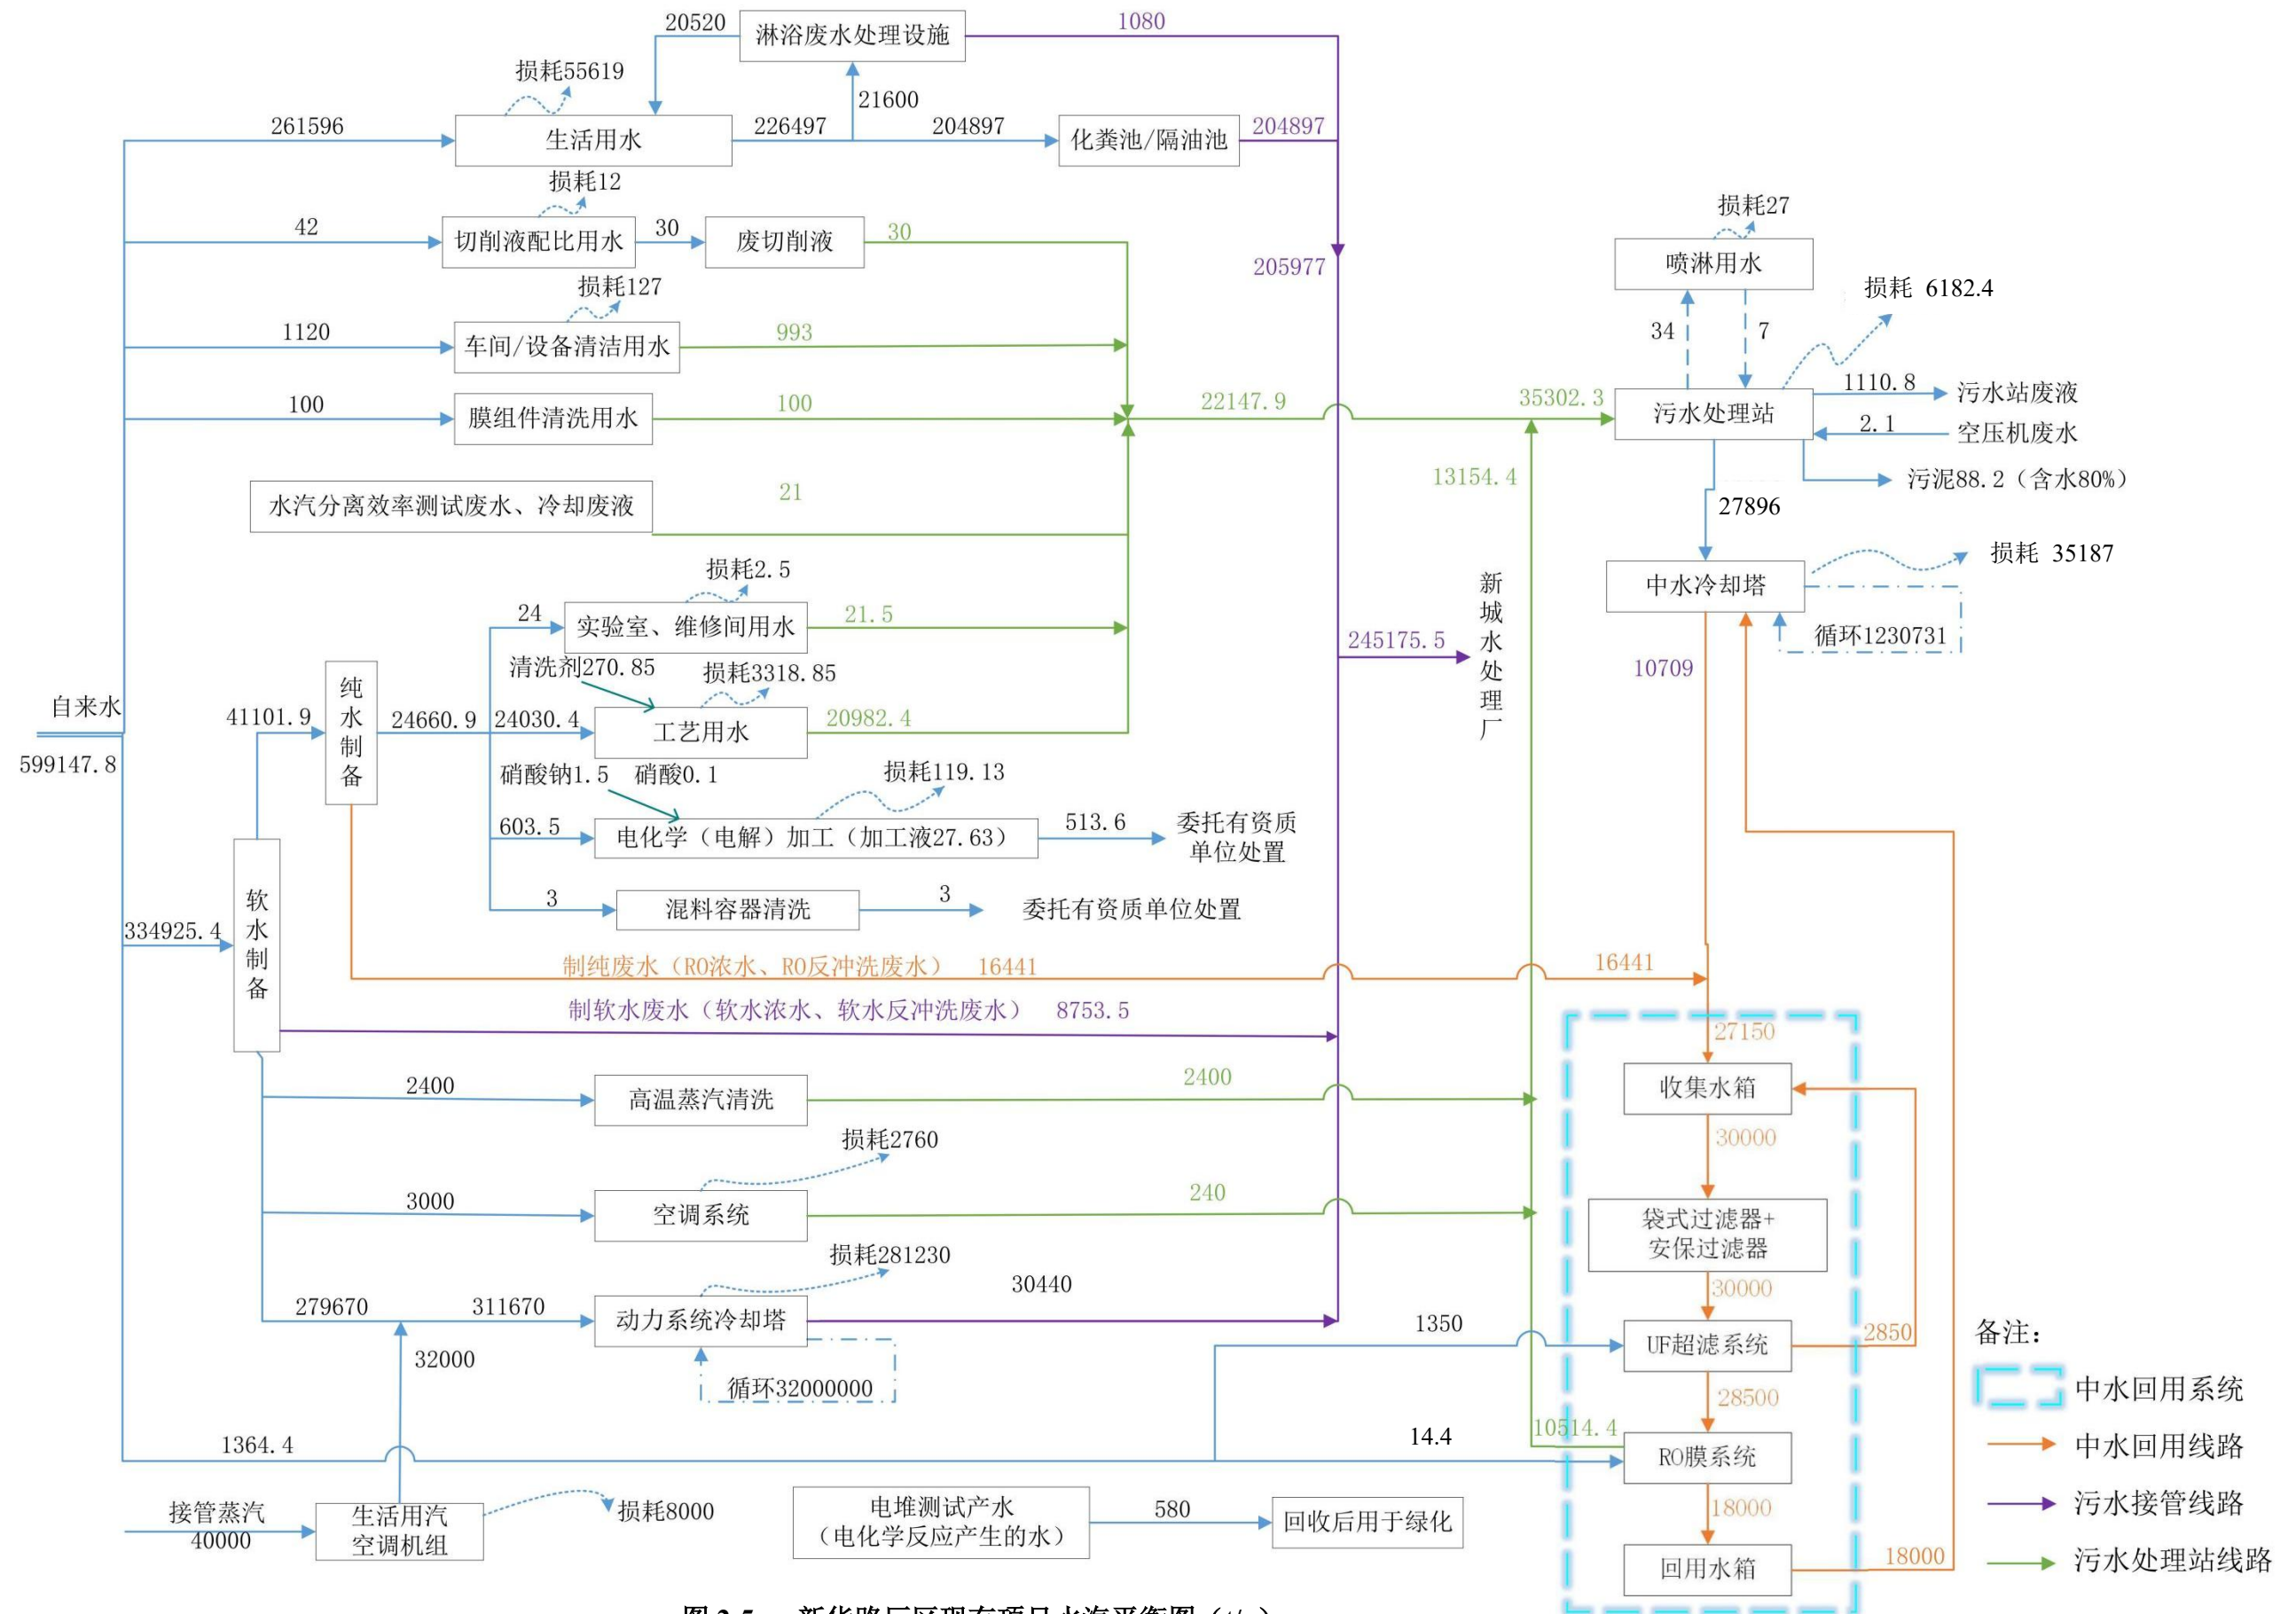 20520
淋浴废水处理设施
1080
损耗55619
21600
261596
生活用水
226497
204897
化粪池/隔油池
204897
损耗12
42
切削液配比用水
30
废切削液
30
205977
损耗127
1120
车间/设备清洁用水
993
100
膜组件清洗用水
100
22147.9
35302.3
水汽分离效率测试废水、冷却废液
21
13154.4
损耗27
喷淋用水
34
7
损耗 6182.4
污水处理站
1110.8
污水站废液
2.1
空压机废水
污泥88.2（含水80%）
27896
中水冷却塔
损耗 35187
循环1230731
10709
损耗2.5
24
实验室、维修间用水
21.5
清洗剂270.85
损耗3318.85
自来水
599147.8
41101.9
纯水制备
24660.9
24030.4
工艺用水
20982.4
245175.5
新城水处理厂
硝酸钠1.5
硝酸0.1
损耗119.13
603.5
电化学（电解）加工（加工液27.63）
513.6
委托有资质
单位处置
3
混料容器清洗
3
委托有资质单位处置
334925.4
软水制备
制纯废水（RO浓水、RO反冲洗废水）
16441
16441
制软水废水（软水浓水、软水反冲洗废水）
8753.5
27150
收集水箱
2400
高温蒸汽清洗
2400
30000
损耗2760
3000
空调系统
240
袋式过滤器+
安保过滤器
30000
损耗281230
279670
311670
动力系统冷却塔
30440
32000
循环32000000
1350
UF超滤系统
2850
28500
1364.4
14.4
10514.4
RO膜系统
18000
接管蒸汽
40000
生活用汽
空调机组
损耗8000
电堆测试产水
（电化学反应产生的水）
580
回收后用于绿化
回用水箱
18000
备注：
中水回用系统
中水回用线路
污水接管线路
污水处理站线路